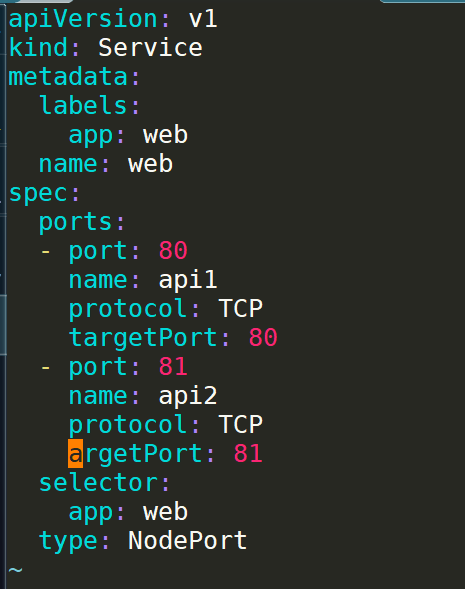 apiVersion: v1
kind: Service
metadata:
  labels:
    app: web
  name: web
spec:
  ports:
  - port: 80
    name: api1
    protocol: TCP
    targetPort: 80
  - port: 81
    name: api2
    protocol: TCP
    argetPort: 81
  selector:
    app: web
  type: NodePort
~